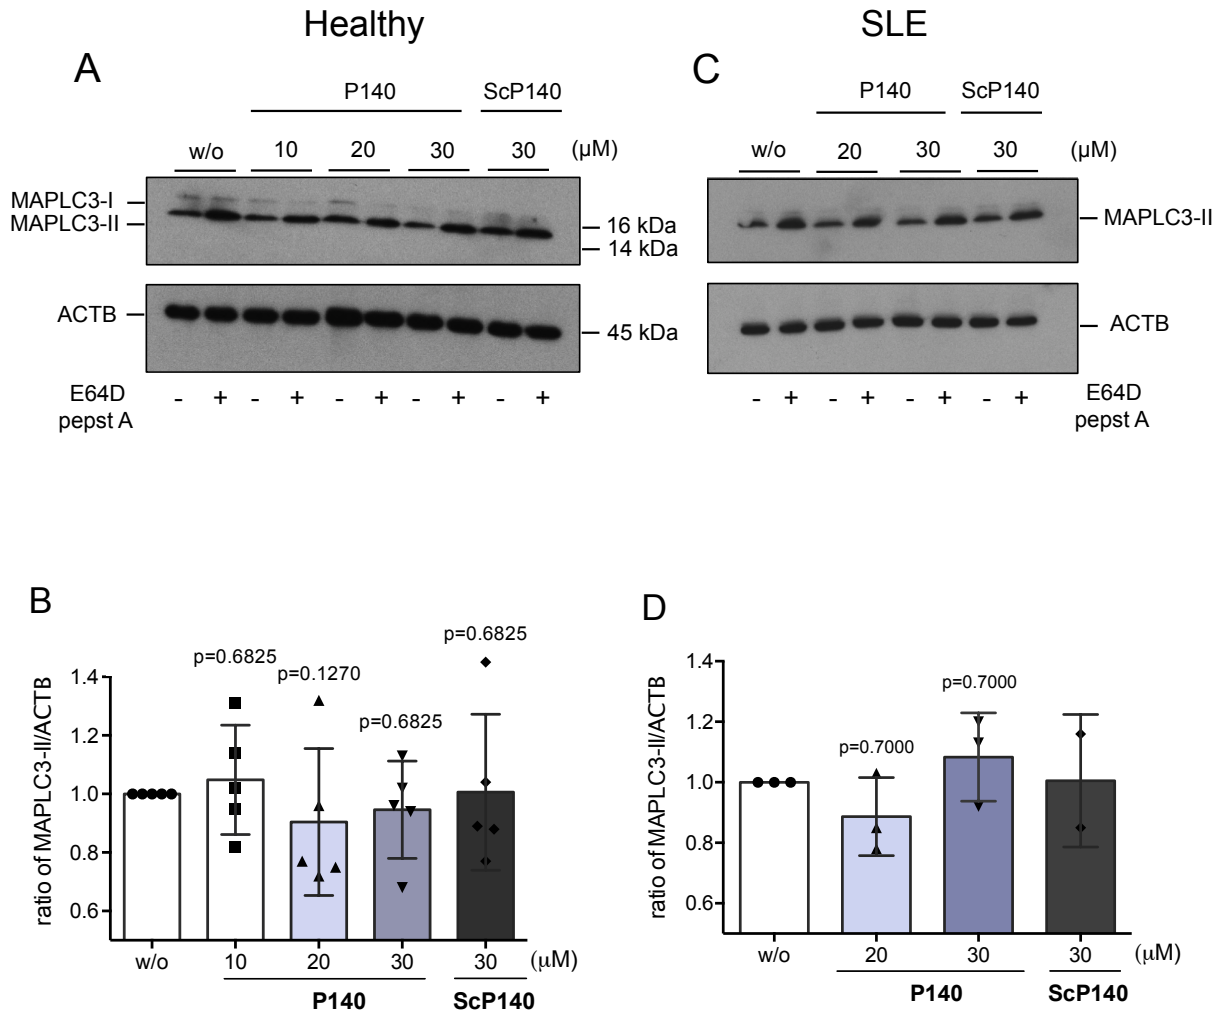 Healthy
SLE
A
P140 ScP140
w/o 10 20 30 30 (μM)
MAPLC3-I
MAPLC3-II
16 kDa
14 kDa
ACTB
45 kDa
E64D - + - + - + - + - +
pepst A
C
P140 ScP140
w/o 20 30 30 (μM)
MAPLC3-II
ACTB
- + - + - + - + E64D
pepst A
B
p=0.6825
p=0.1270
p=0.6825
p=0.6825
ratio of MAPLC3-II/ACTB
1.4
1.2
1.0
0.8
0.6
w/o 10 20 30 30 (μM)
P140 ScP140
D
p=0.7000
p=0.7000
ratio of MAPLC3-II/ACTB
1.4
1.2
1.0
0.8
0.6
w/o 20 30 30 (μM)
P140 ScP140